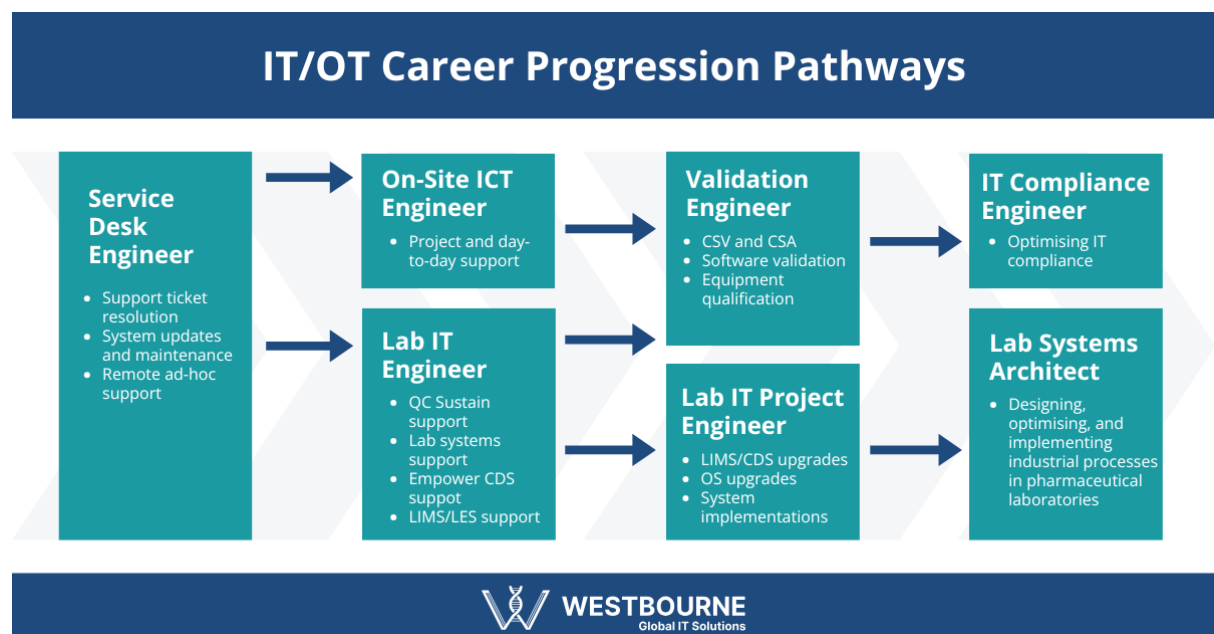 IT/OT Career Progression Pathways
Service
Desk
Engineer
• Support ticket
resolution
• System updates
and maintenance
• Remote ad-hoc
support
On-Site ICT
Engineer
• Project and day-
to-day support
Lab IT
Engineer
• QC Sustain
support
• Lab systems
support
• Empower CDS
suppot
• LIMS/LES support
Validation
Engineer
• CSV and CSA
• Software validation
• Equipment
qualification
Lab IT Project
Engineer
• LIMS/CDS upgrades
• OS upgrades
• System
implementations
IT Compliance
Engineer
• Optimising IT
compliance
Lab Systems
Architect
• Designing,
optimising, and
implementing
industrial processes
in pharmaceutical
laboratories
WESTBOURNE
Global IT Solutions